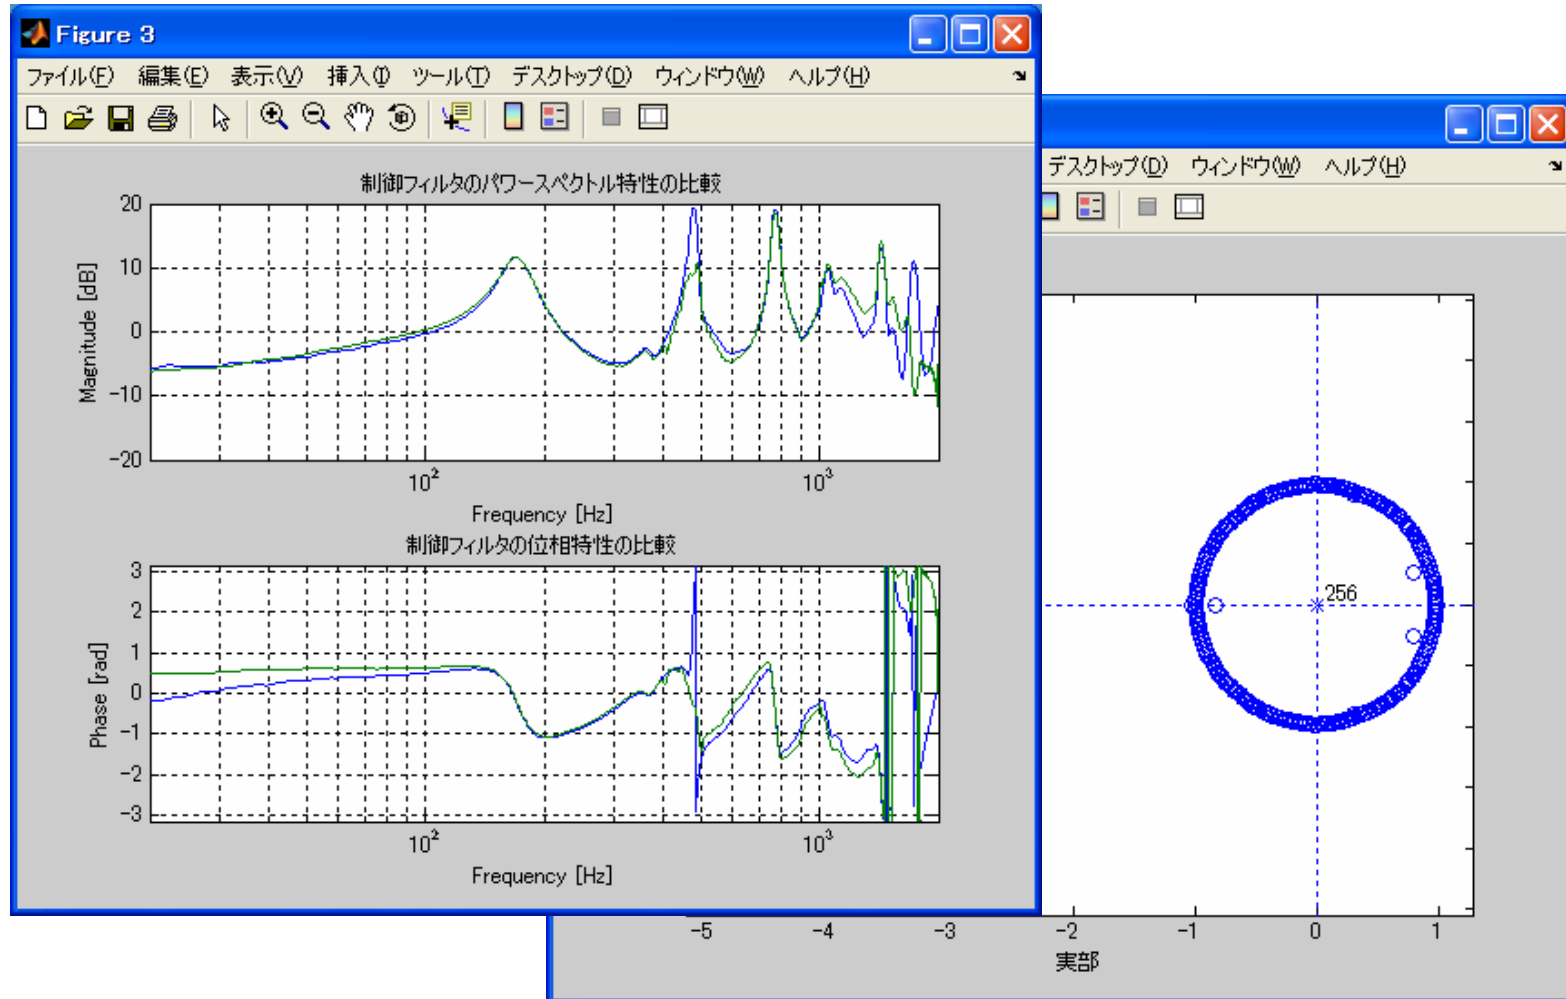 Figure 3
ファイル(F) 編集(E) 表示(V) 挿入(I) ツール(T) デスクトップ(D) ウィンドウ(W) ヘルプ(H)
制御フィルタのパワースペクトル特性の比較
20
10
0
-10
-20
Magnitude [dB]
10² 10³
Frequency [Hz]
制御フィルタの位相特性の比較
3
2
1
0
-1
-2
-3
Phase [rad]
10² 10³
Frequency [Hz]
デスクトップ(D) ウィンドウ(W) ヘルプ(H)
256
-5 -4 -3 -2 -1 0 1
実部